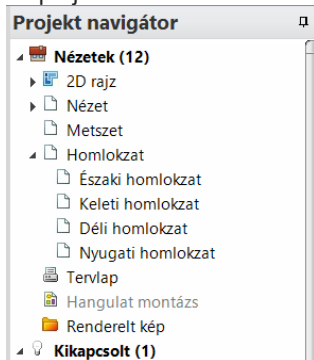 Projekt navigátor
Nézetek (12)
2D rajz
Nézet
Metszet
Homlokzat
Északi homlokzat
Keleti homlokzat
Déli homlokzat
Nyugati homlokzat
Tervlap
Hangulat montázs
Renderelt kép
Kikapcsolt (1)